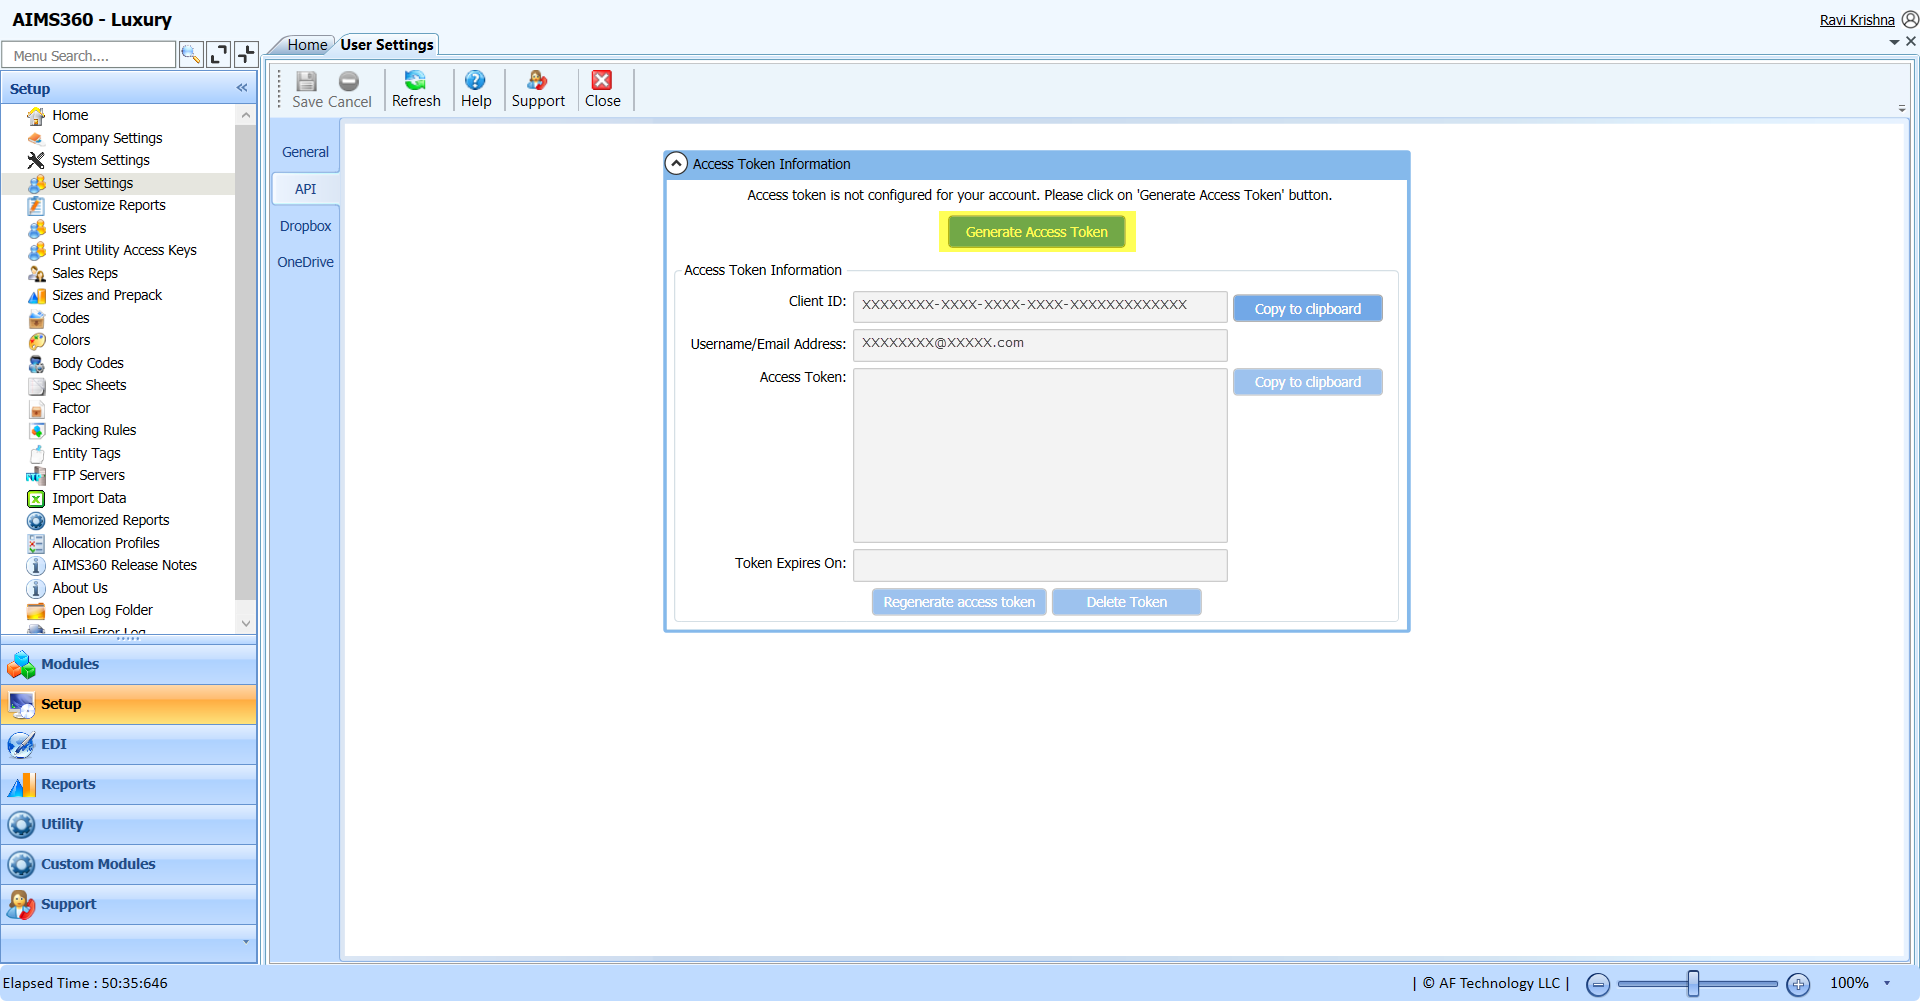 AIMS360 - Luxury
Ravi Krishna
Menu Search....
Home
User Settings
Setup
Save
Cancel
Refresh
Help
Support
Close
Home
Company Settings
System Settings
User Settings
Customize Reports
Users
Print Utility Access Keys
Sales Reps
Sizes and Prepack
Codes
Colors
Body Codes
Spec Sheets
Factor
Packing Rules
Entity Tags
FTP Servers
Import Data
Memorized Reports
Allocation Profiles
AIMS360 Release Notes
About Us
Open Log Folder
Email Error Log
Modules
Setup
EDI
Reports
Utility
Custom Modules
Support
General
API
Dropbox
OneDrive
Access Token Information
Access token is not configured for your account. Please click on 'Generate Access Token' button.
Generate Access Token
Access Token Information
Client ID:
XXXXXXXX-XXXX-XXXX-XXXX-XXXXXXXXXXXXX
Copy to clipboard
Username/Email Address:
XXXXXXXX@XXXXX.com
Access Token:
Copy to clipboard
Token Expires On:
Regenerate access token
Delete Token
Elapsed Time : 50:35:646
| © AF Technology LLC |
100%